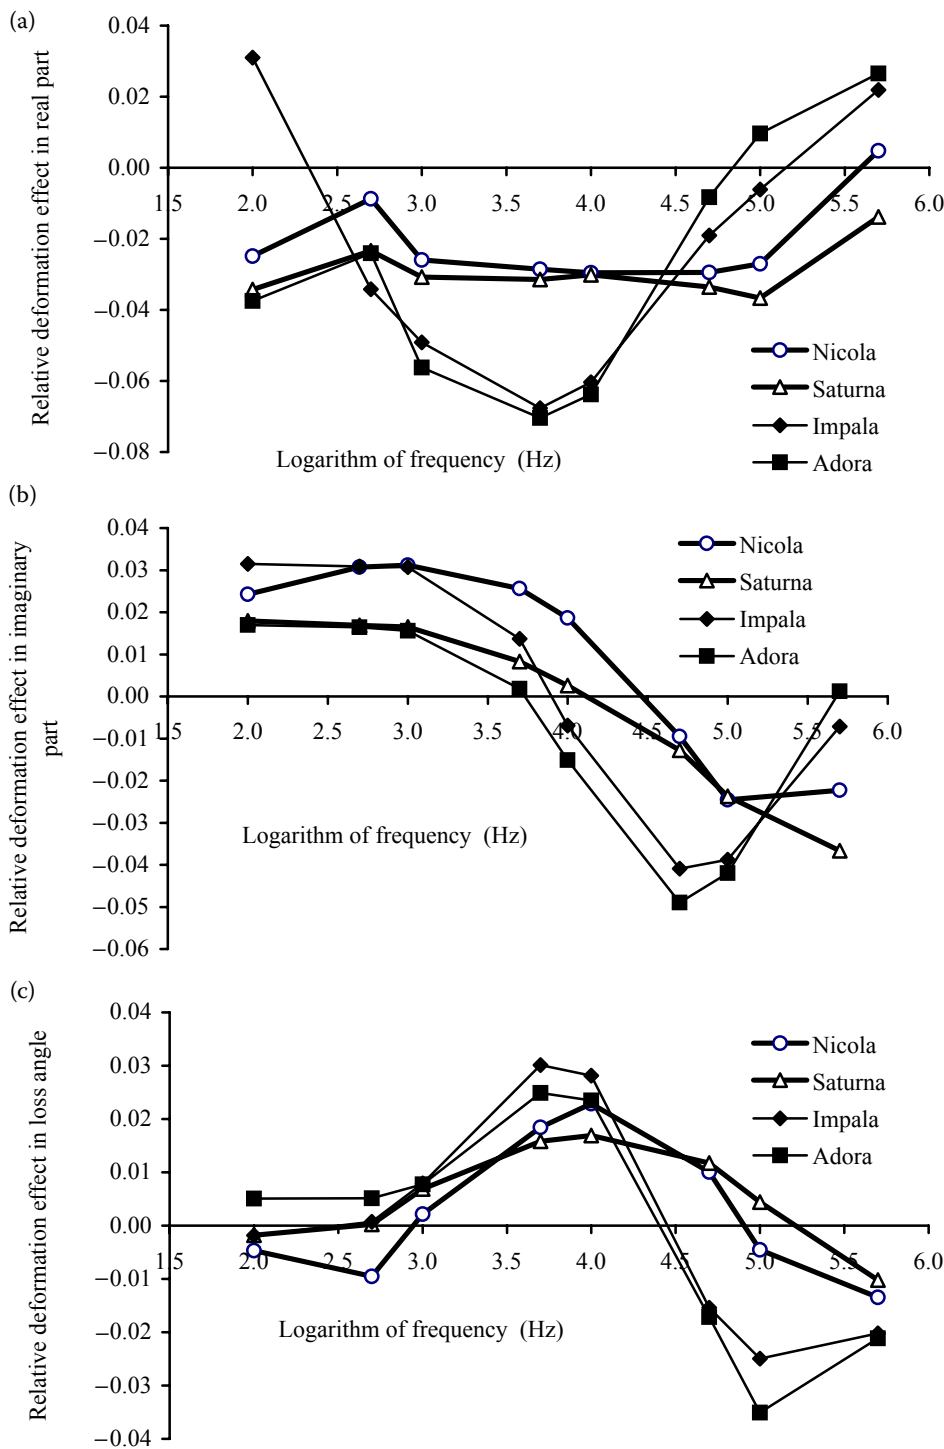 (a)
Relative deformation effect in real part
0.04
0.02
0.00
−0.02
−0.04
−0.06
−0.08
1.5 2.0 2.5 3.0 3.5 4.0 4.5 5.0 5.5 6.0
Nicola
Saturna
Impala
Adora
Logarithm of frequency (Hz)
(b)
Relative deformation effect in imaginary
part
0.04
0.03
0.02
0.01
0.00
−0.01
−0.02
−0.03
−0.04
−0.05
−0.06
1.5 2.0 2.5 3.0 3.5 4.0 4.5 5.0 5.5 6.0
Nicola
Saturna
Impala
Adora
Logarithm of frequency (Hz)
(c)
Relative deformation effect in loss angle
0.04
0.03
0.02
0.01
0.00
−0.01
−0.02
−0.03
−0.04
1.5 2.0 2.5 3.0 3.5 4.0 4.5 5.0 5.5 6.0
Nicola
Saturna
Impala
Adora
Logarithm of frequency (Hz)